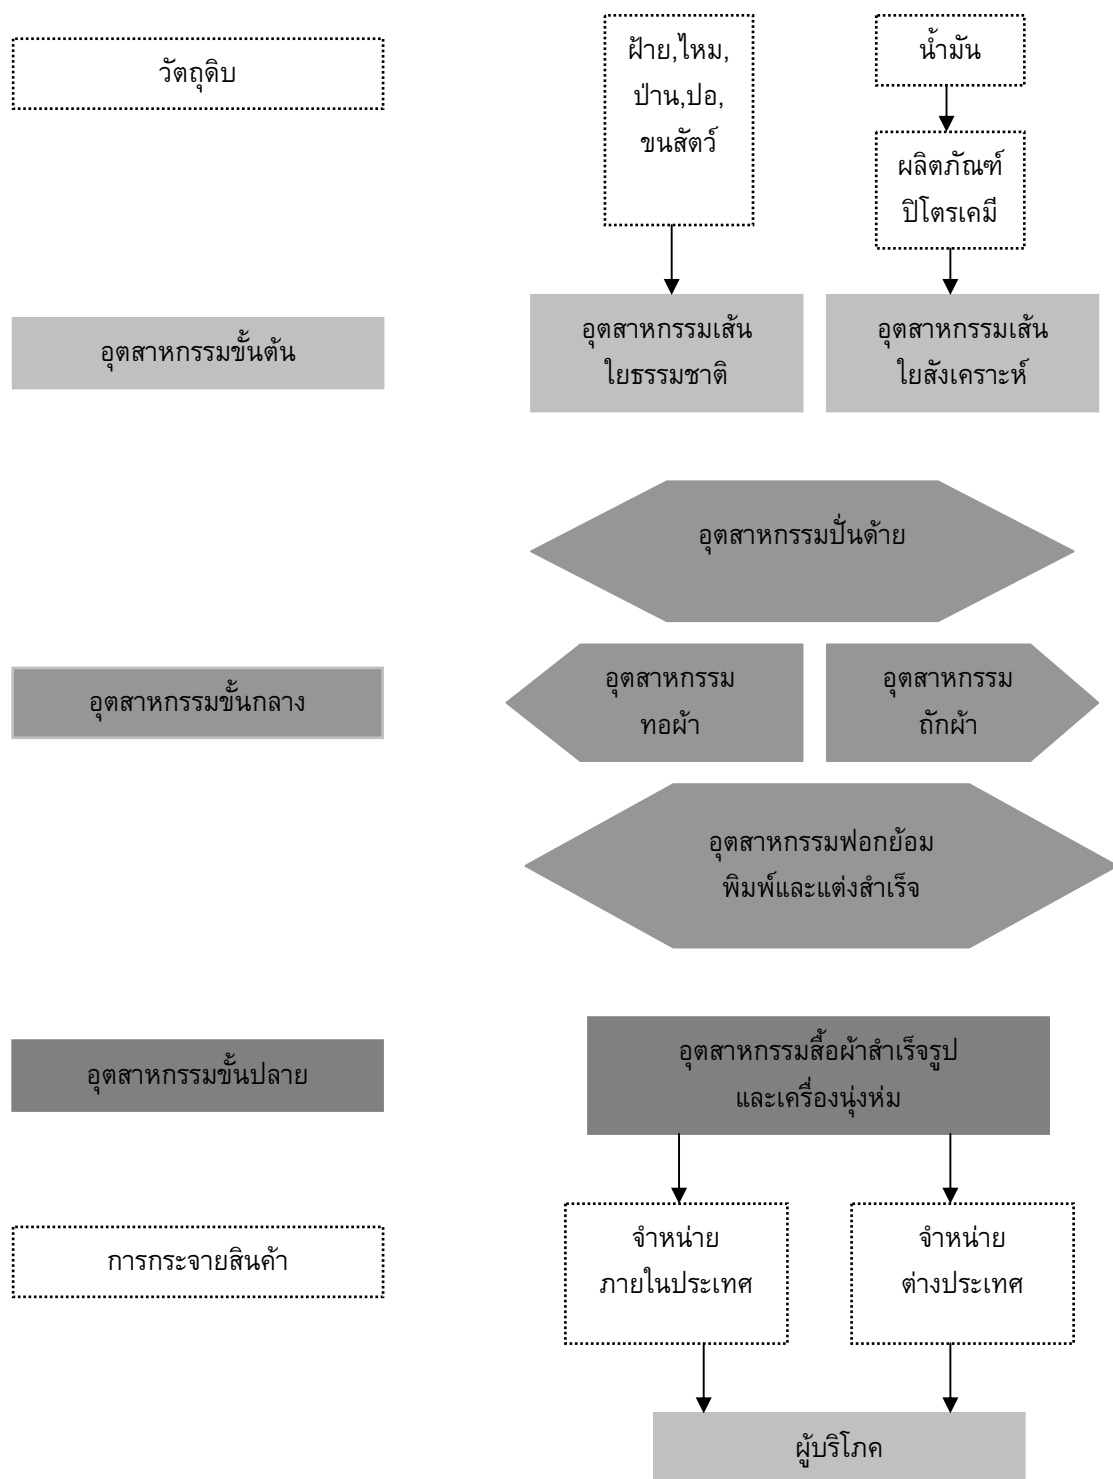 วัตถุดิบ
ฝ้าย,ไหม,
ป่าน,ปอ,
ขนสัตว์
น้ำมัน
ผลิตภัณฑ์
ปิโตรเคมี
อุตสาหกรรมขั้นต้น
อุตสาหกรรมเส้น
ใยธรรมชาติ
อุตสาหกรรมเส้น
ใยสังเคราะห์
อุตสาหกรรมปั่นด้าย
อุตสาหกรรมขั้นกลาง
อุตสาหกรรม
ทอผ้า
อุตสาหกรรม
ถักผ้า
อุตสาหกรรมฟอกย้อม
พิมพ์และแต่งสำเร็จ
อุตสาหกรรมขั้นปลาย
อุตสาหกรรมสื้อผ้าสำเร็จรูป
และเครื่องนุ่งห่ม
การกระจายสินค้า
จำหน่าย
ภายในประเทศ
จำหน่าย
ต่างประเทศ
ผู้บริโภค